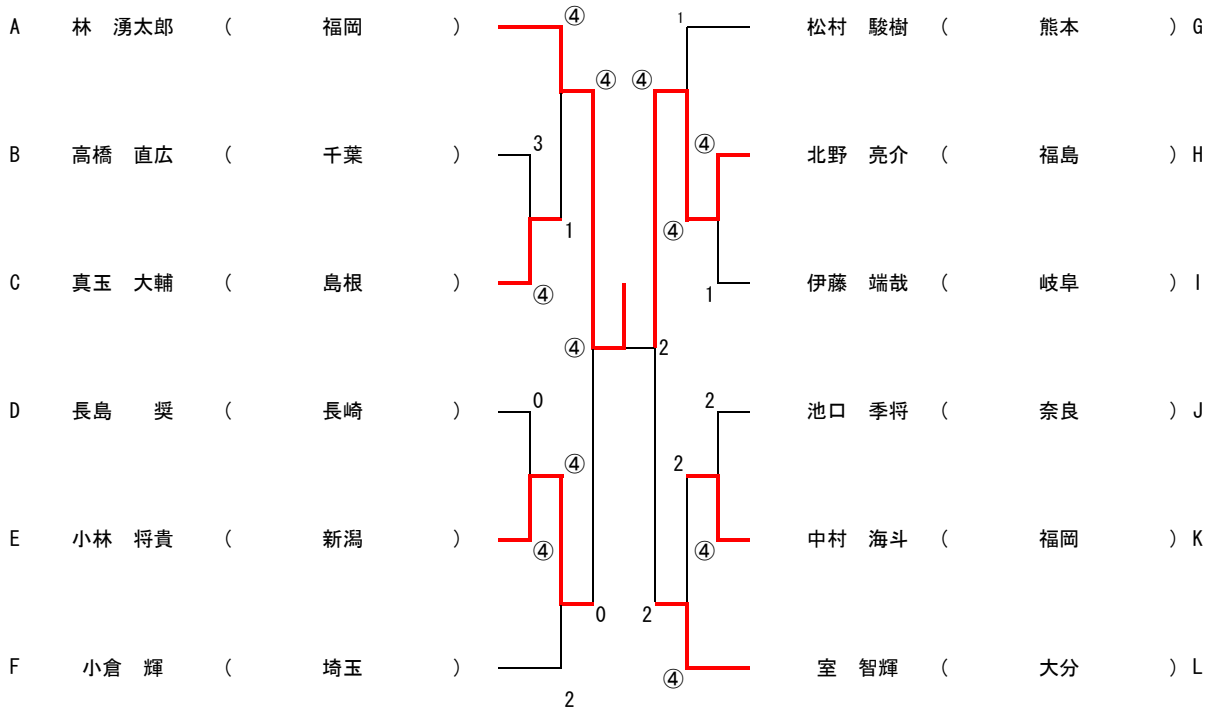 ④ 1
A 林 湧太郎 ( 福岡 ) 松村 駿樹 ( 熊本 ) G
④ ④
3 ④
B 高橋 直広 ( 千葉 ) 北野 亮介 ( 福島 ) H
1 ④
C 真玉 大輔 ( 島根 ) 伊藤 端哉 ( 岐阜 ) I
④ 1
④ 2
0 2
D 長島 奨 ( 長崎 ) 池口 季将 ( 奈良 ) J
④ 2
E 小林 将貴 ( 新潟 ) 中村 海斗 ( 福岡 ) K
④ ④
0 2
F 小倉 輝 ( 埼玉 ) 室 智輝 ( 大分 ) L
④
2